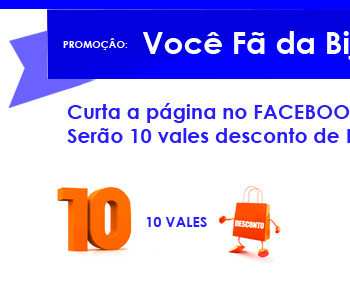 PROMOÇÃO: Você Fã da Bi
Curta a página no FACEBOO
Serão 10 vales desconto de
10 10 VALES DESCONTO